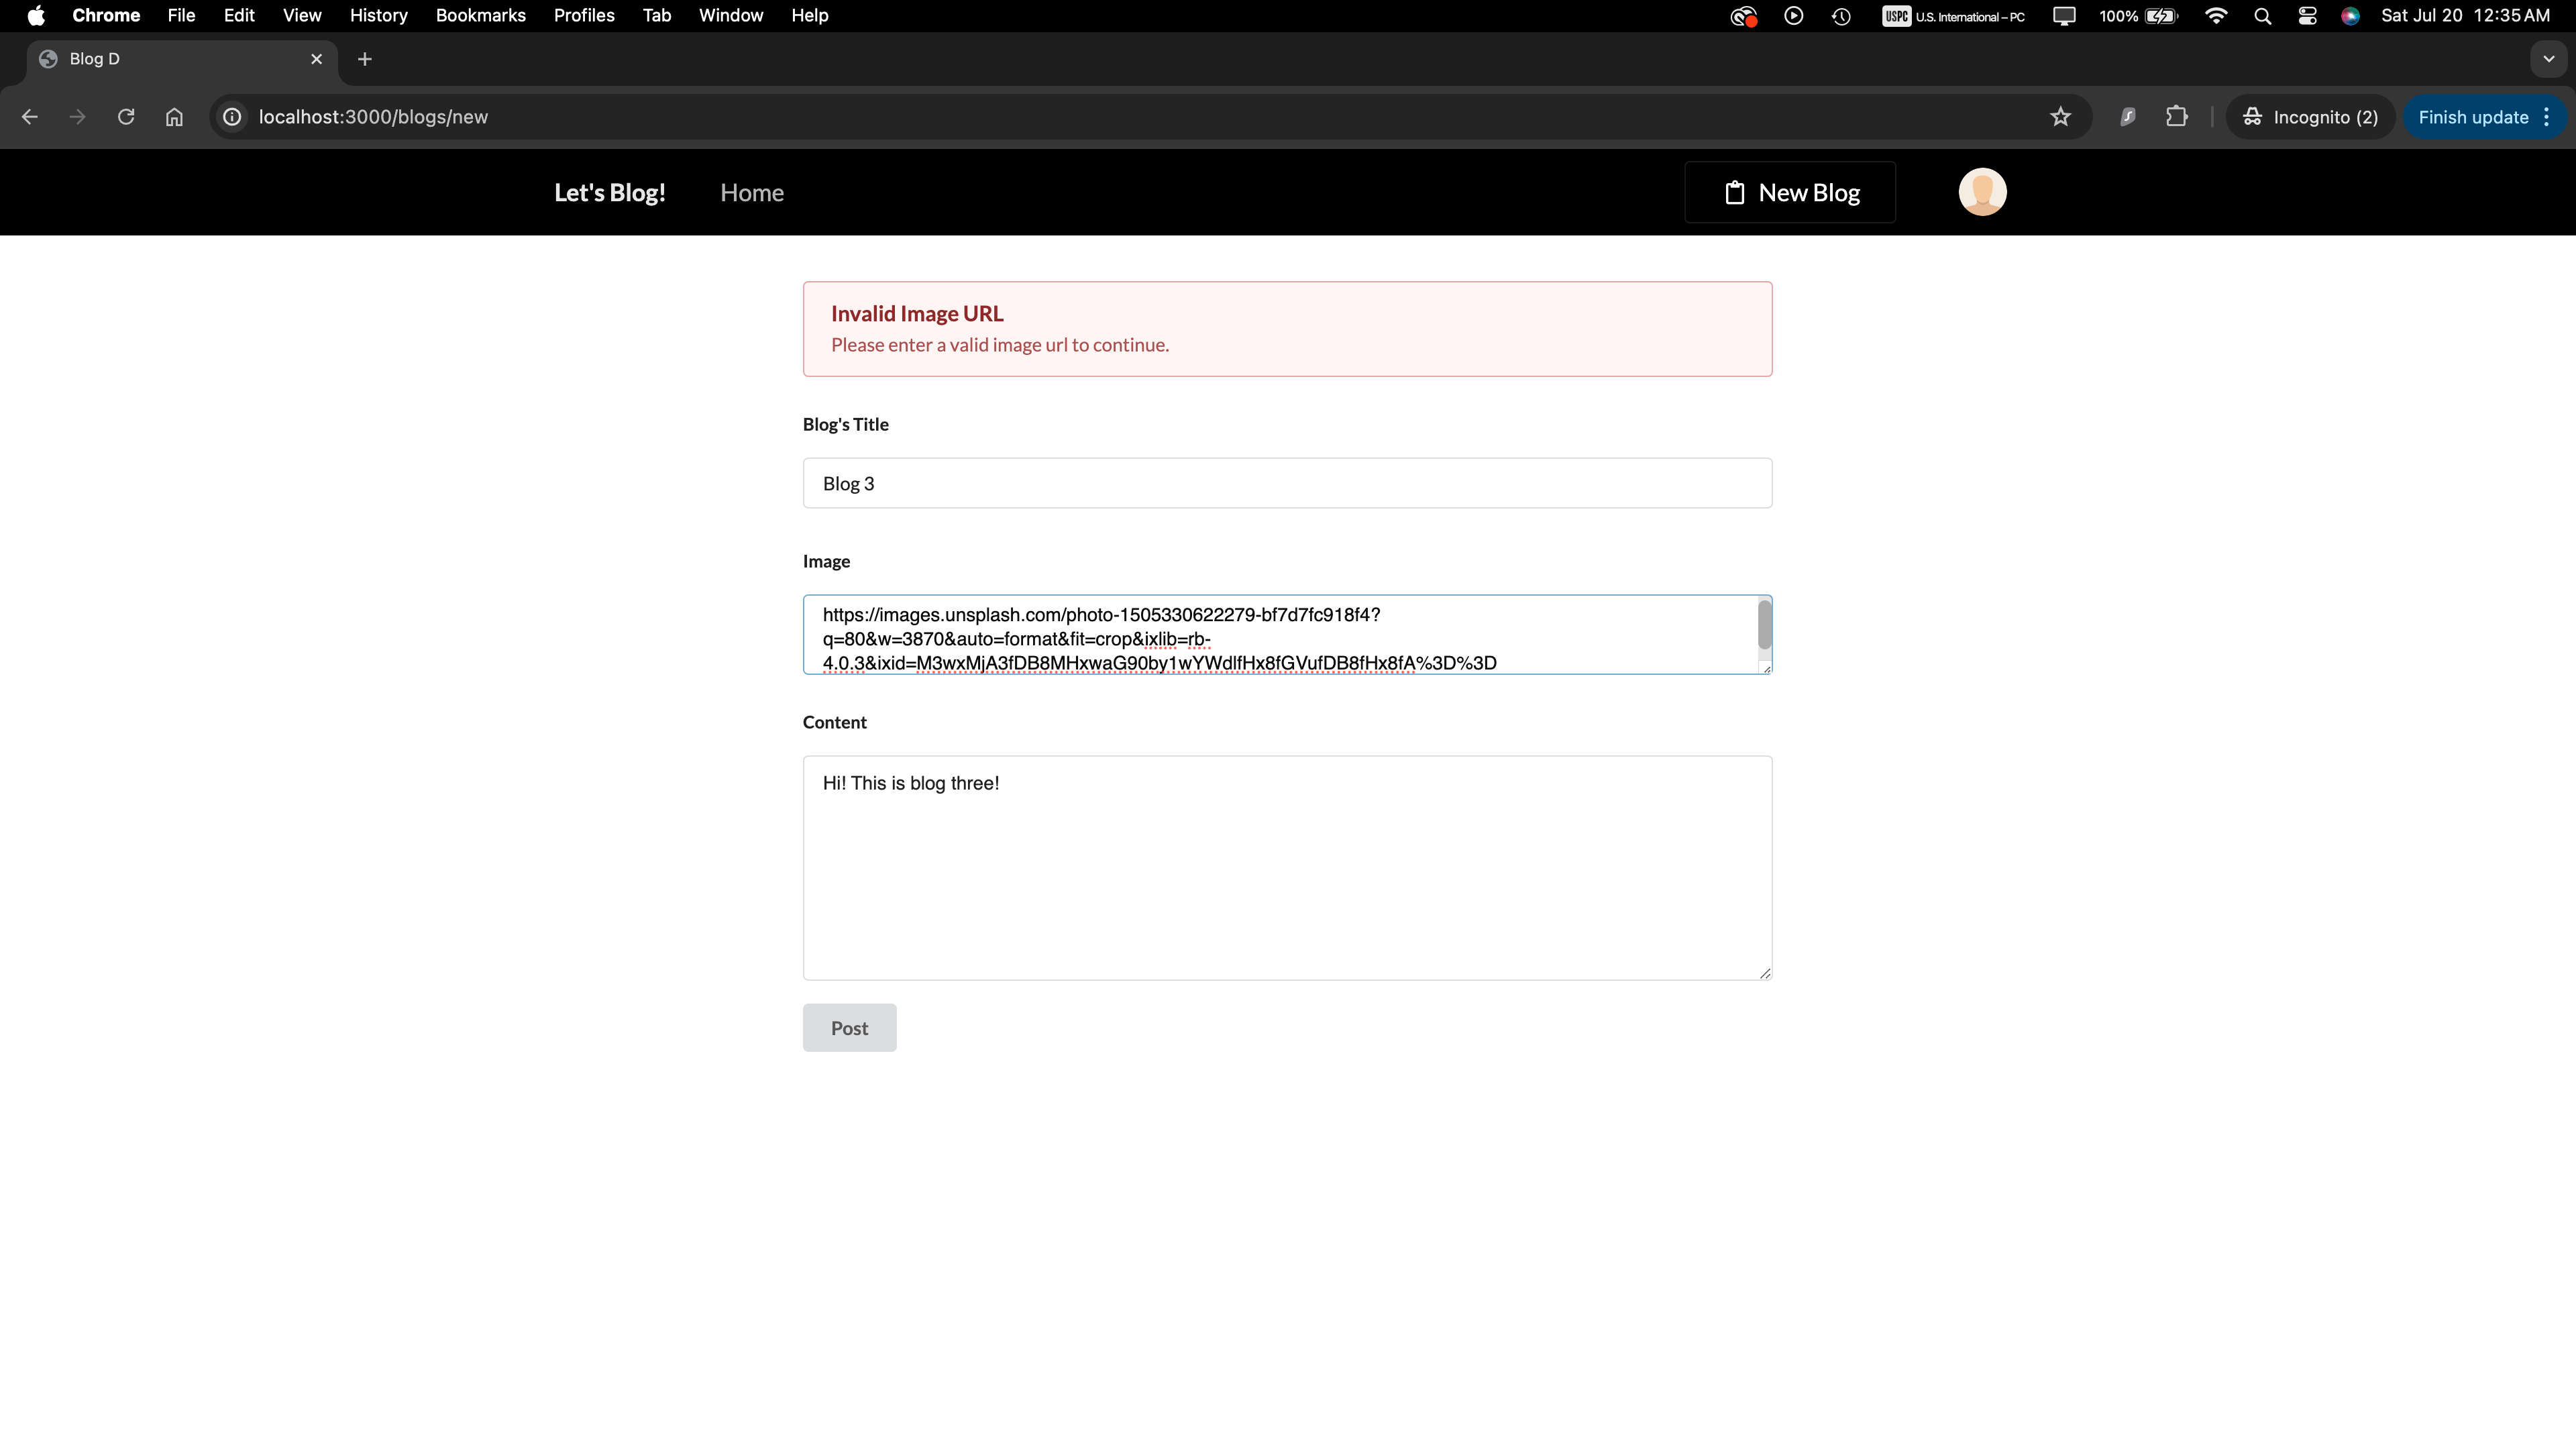 Chrome File Edit View History Bookmarks Profiles Tab Window Help USPC U.S. International – PC 100% Sat Jul 20 12:35 AM
Blog D
localhost:3000/blogs/new Incognito (2) Finish update
Let's Blog! Home New Blog
Invalid Image URL
Please enter a valid image url to continue.
Blog's Title
Blog 3
Image
https://images.unsplash.com/photo-1505330622279-bf7d7fc918f4?
q=80&w=3870&auto=format&fit=crop&ixlib=rb-
4.0.3&ixid=M3wxMjA3fDB8MHxwaG90by1wYWdlfHx8fGVufDB8fHx8fA%3D%3D
Content
Hi! This is blog three!
Post